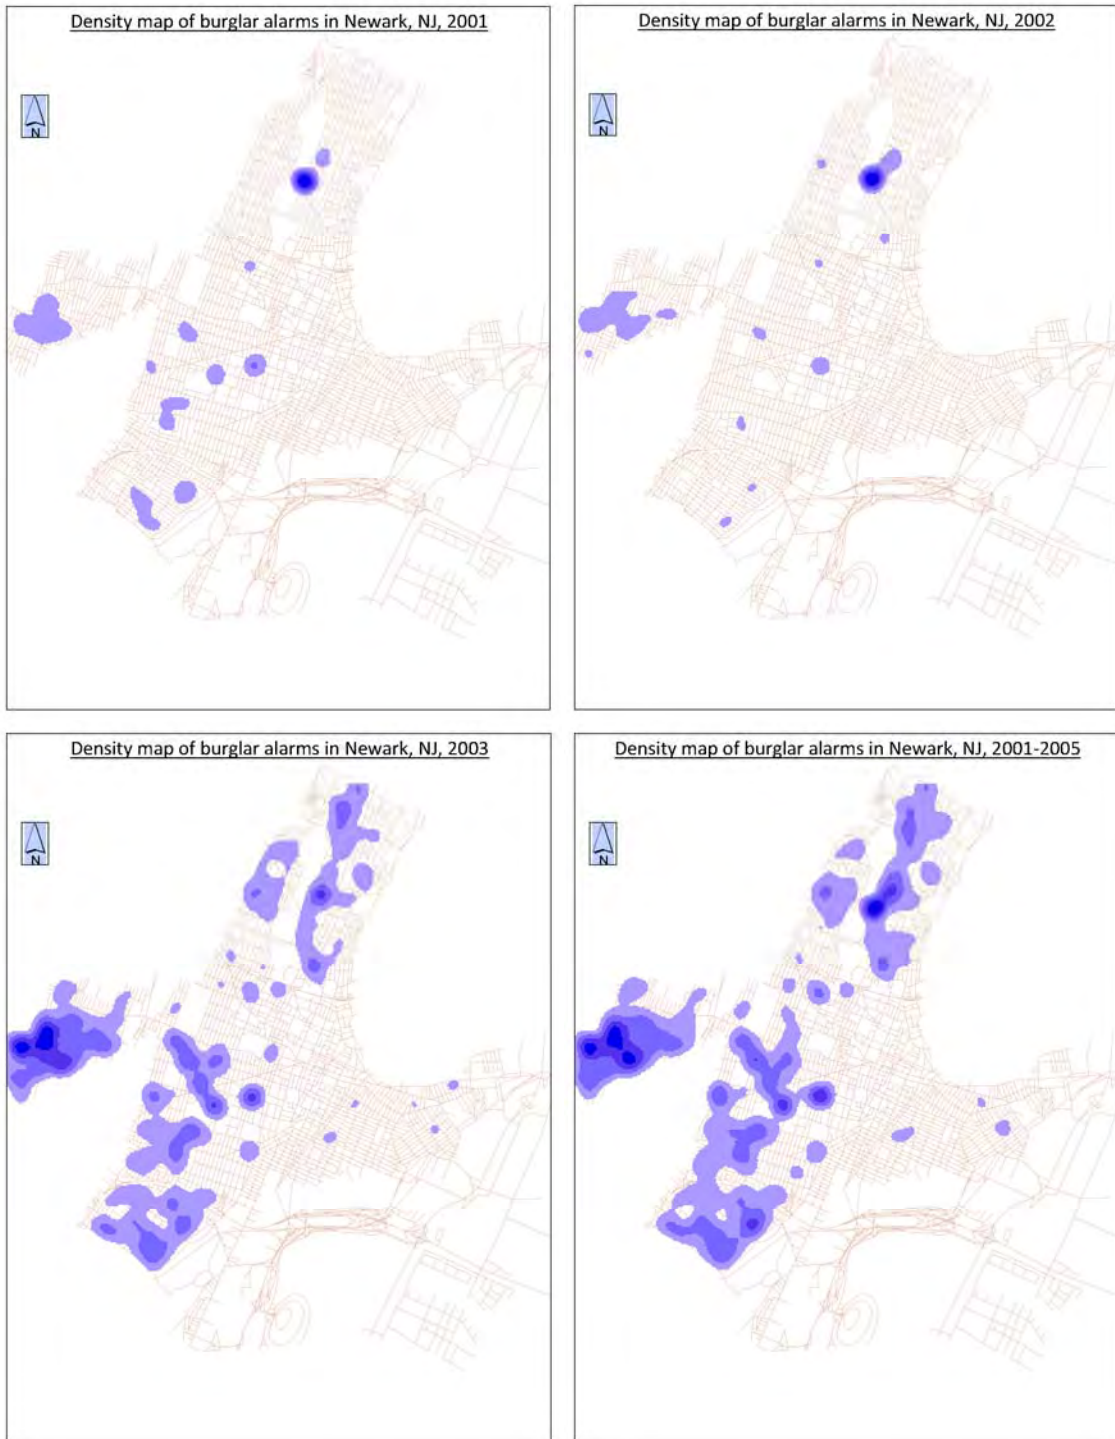 Density map of burglar alarms in Newark, NJ, 2001
Density map of burglar alarms in Newark, NJ, 2002
N
N
Density map of burglar alarms in Newark, NJ, 2003
Density map of burglar alarms in Newark, NJ, 2001-2005
N
N